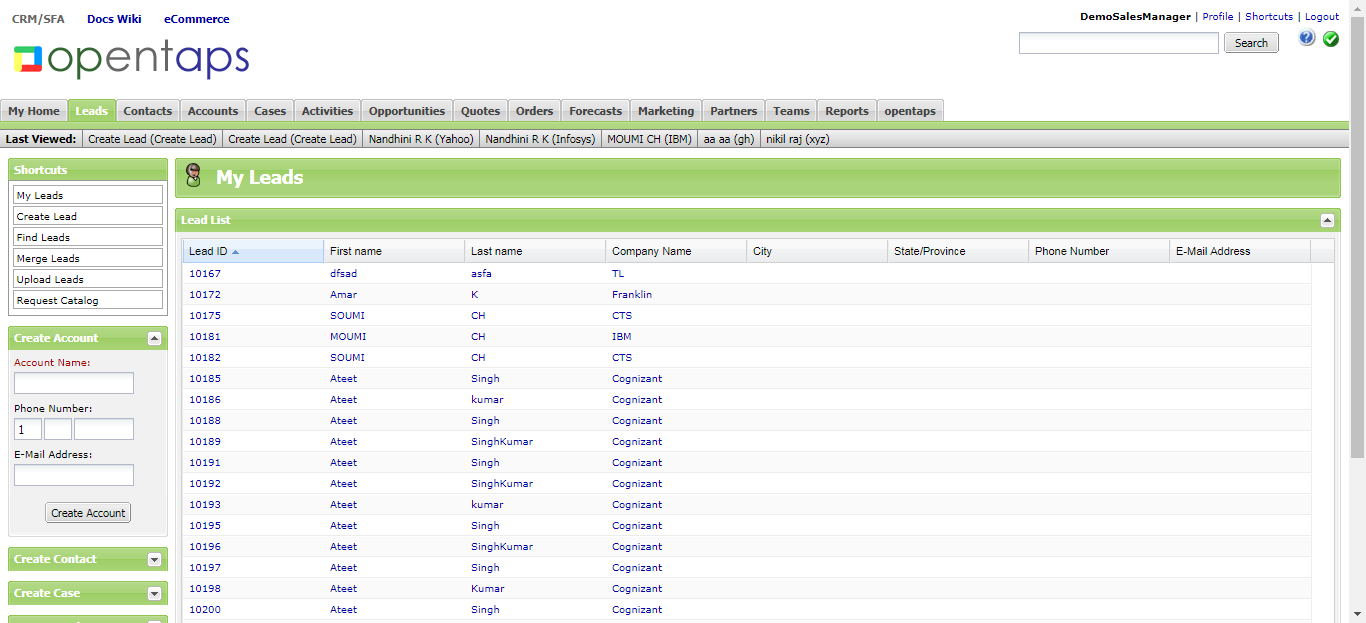 CRM/SFA Docs Wiki eCommerce
DemoSalesManager | Profile | Shortcuts | Logout
opentaps
Search
My Home Leads Contacts Accounts Cases Activities Opportunities Quotes Orders Forecasts Marketing Partners Teams Reports opentaps
Last Viewed: Create Lead (Create Lead) Create Lead (Create Lead) Nandhini R K (Yahoo) Nandhini R K (Infosys) MOUMI CH (IBM) aa aa (gh) nikil raj (xyz)
Shortcuts
My Leads
Create Lead
Find Leads
Merge Leads
Upload Leads
Request Catalog
Create Account
Account Name:
Phone Number:
1
E-Mail Address:
Create Account
Create Contact
Create Case
My Leads
Lead List
Lead ID First name Last name Company Name City State/Province Phone Number E-Mail Address
10167 dfsad asfa TL
10172 Amar K Franklin
10175 SOUMI CH CTS
10181 MOUMI CH IBM
10182 SOUMI CH CTS
10185 Ateet Singh Cognizant
10186 Ateet kumar Cognizant
10188 Ateet Singh Cognizant
10189 Ateet SinghKumar Cognizant
10191 Ateet Singh Cognizant
10192 Ateet SinghKumar Cognizant
10193 Ateet kumar Cognizant
10195 Ateet Singh Cognizant
10196 Ateet SinghKumar Cognizant
10197 Ateet Singh Cognizant
10198 Ateet Kumar Cognizant
10200 Ateet Singh Cognizant